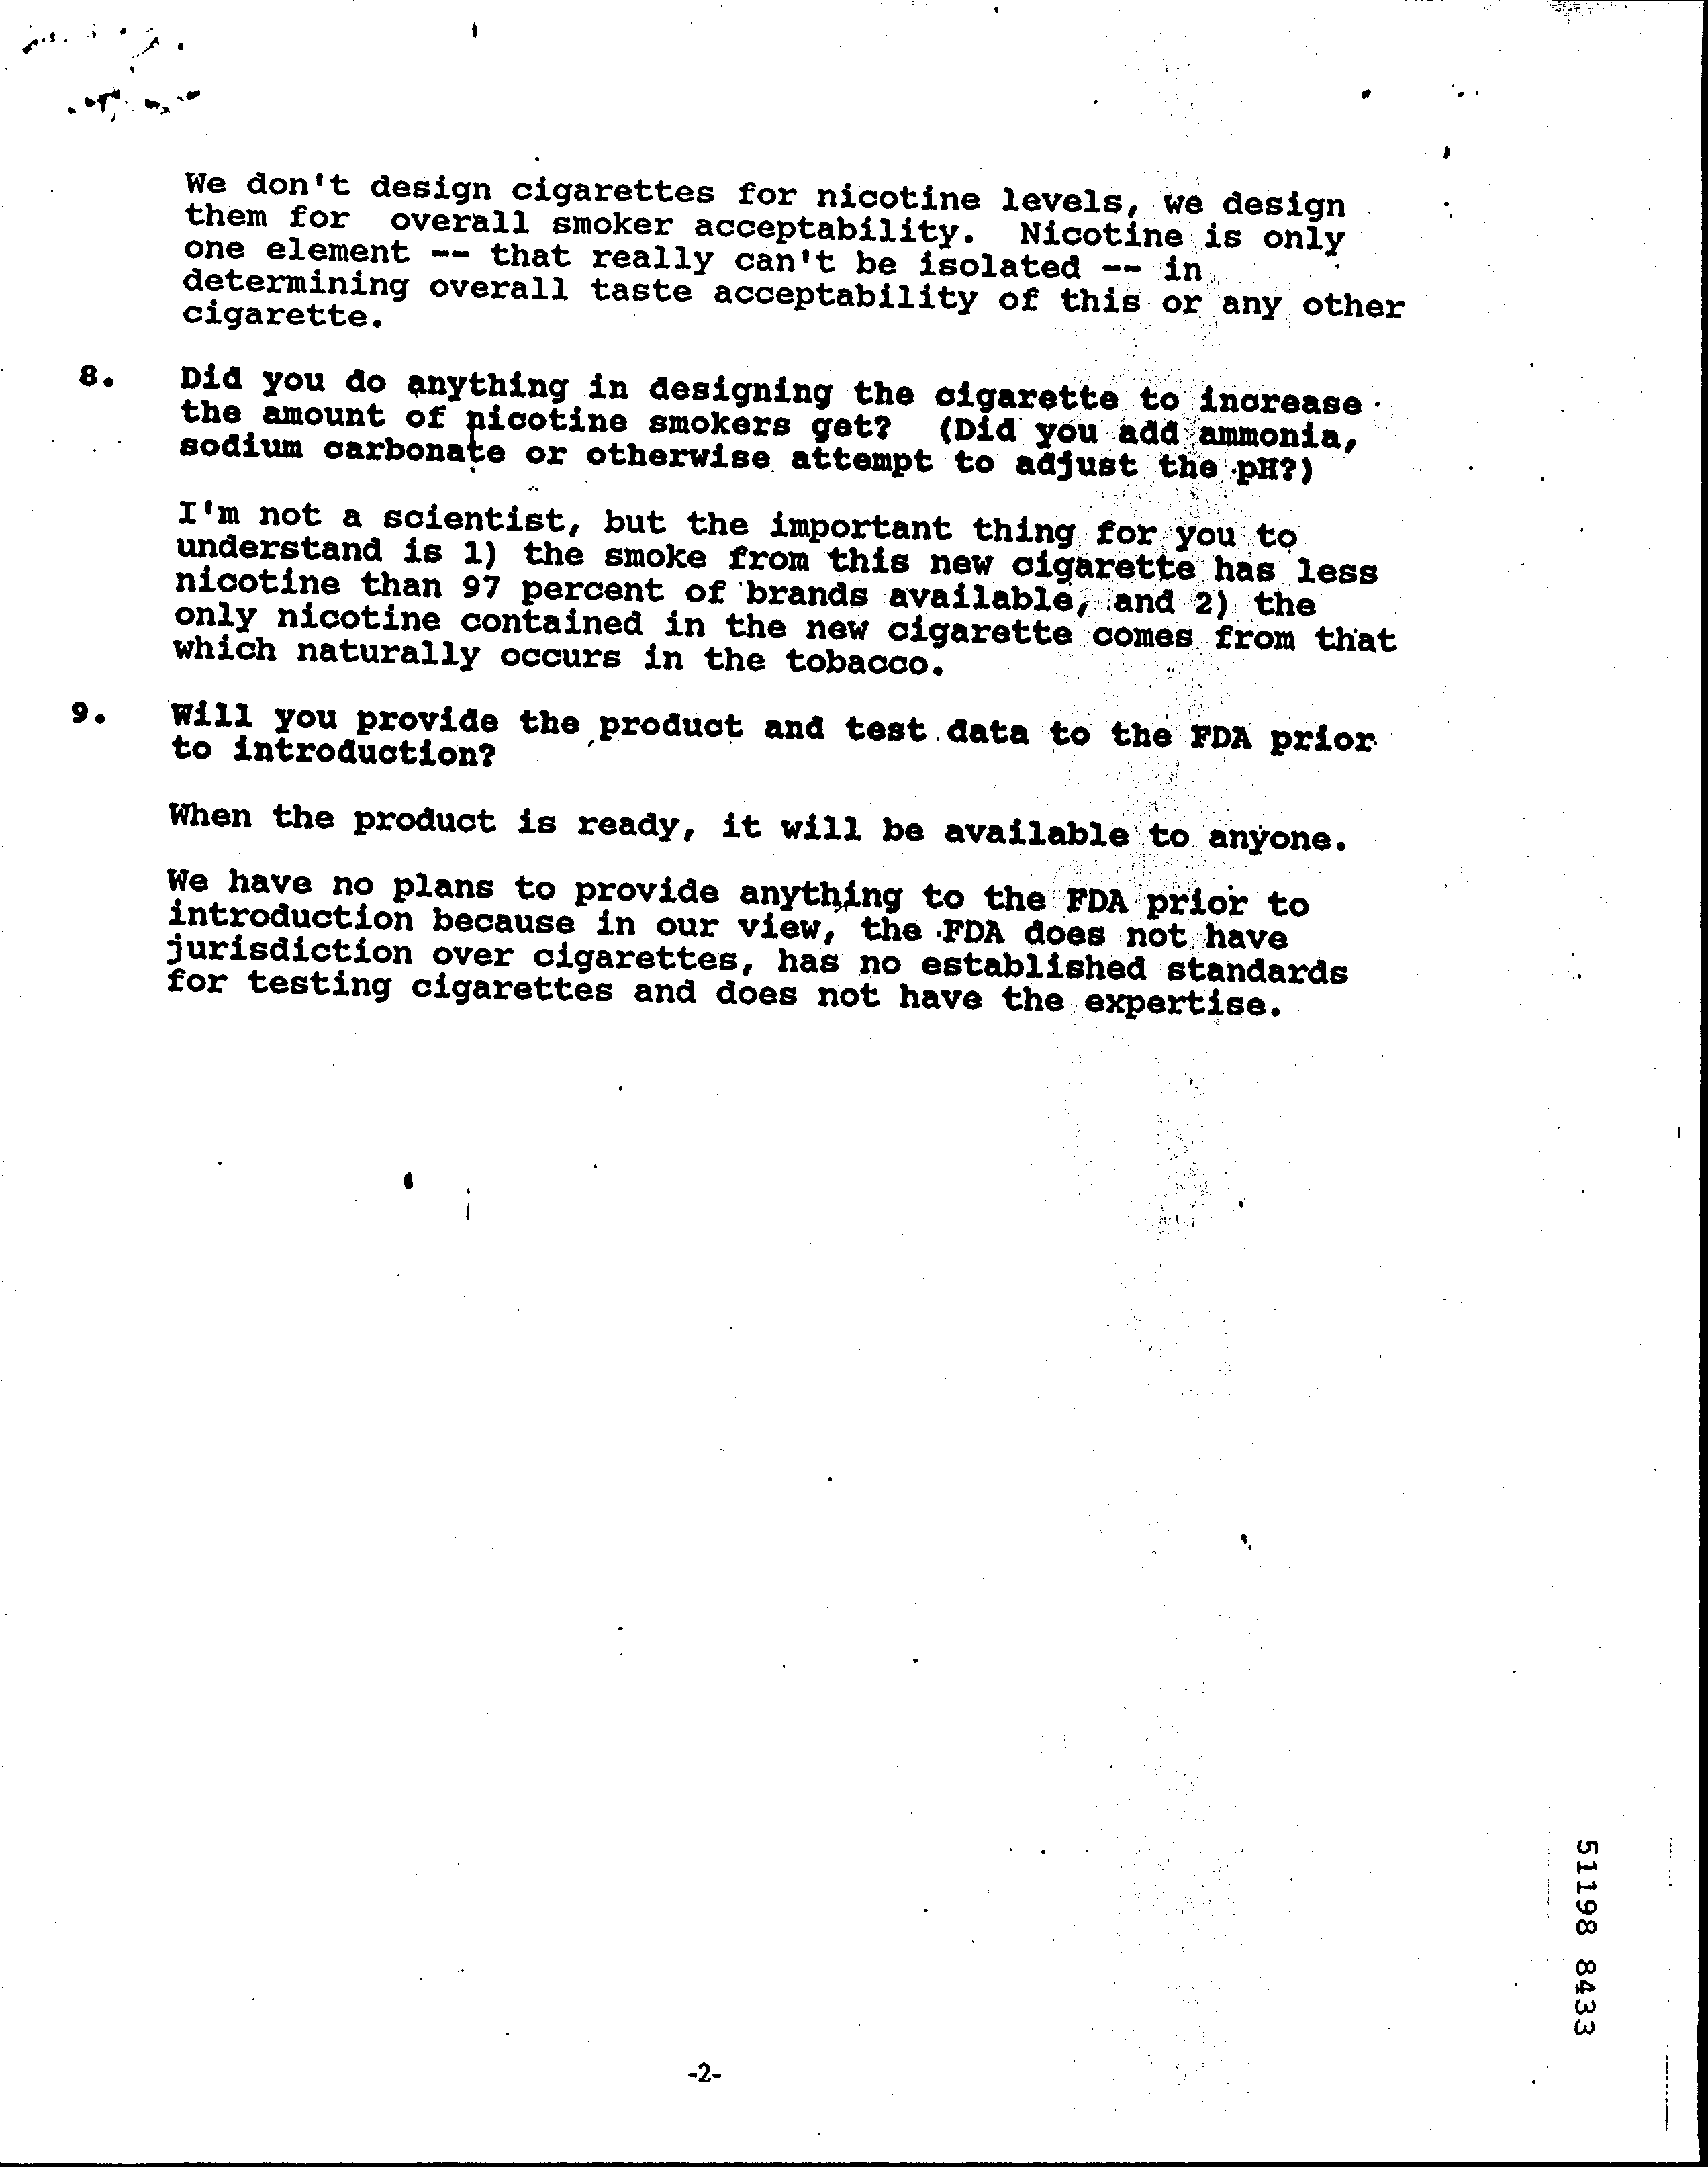 We don't design cigarettes for nicotine levels, we design
them for overall smoker acceptability. Nicotine is only
one element -- that really can't be isolated -- in
determining overall taste acceptability of this or any other
cigarette.
8. Did you do anything in designing the cigarette to increase
the amount of nicotine smokers get? (Did you add ammonia,
sodium carbonate or otherwise attempt to adjust the pH?)
I'm not a scientist, but the important thing for you to
understand is 1) the smoke from this new cigarette has less
nicotine than 97 percent of brands available, and 2) the
only nicotine contained in the new cigarette comes from that
which naturally occurs in the tobacco.
9. Will you provide the product and test data to the FDA prior
to introduction?
When the product is ready, it will be available to anyone.
We have no plans to provide anything to the FDA prior to
introduction because in our view, the FDA does not have
jurisdiction over cigarettes, has no established standards
for testing cigarettes and does not have the expertise.
51198 8433
-2-